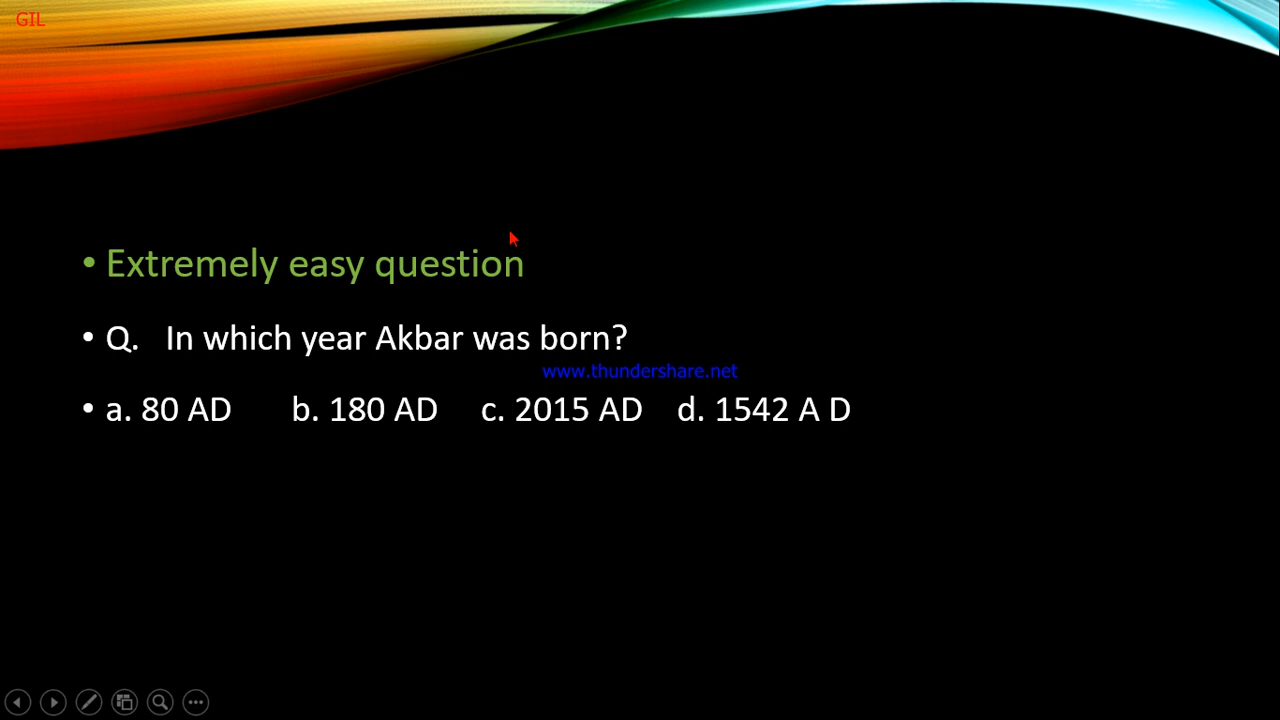 GIL
• Extremely easy question
• Q. In which year Akbar was born?
www.thundershare.net
• a. 80 AD b. 180 AD c. 2015 AD d. 1542 A D